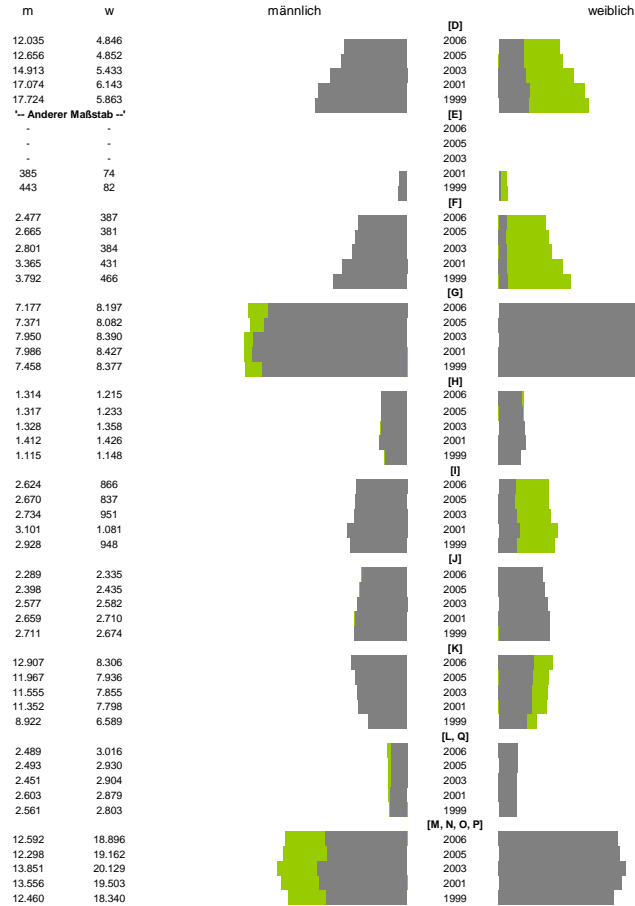 m w männlich weiblich
[D]
12.035 4.846 2006
12.656 4.852 2005
14.913 5.433 2003
17.074 6.143 2001
17.724 5.863 1999
'-- Anderer Maßstab --' [E]
- - 2006
- - 2005
- - 2003
385 74 2001
443 82 1999
[F]
2.477 387 2006
2.665 381 2005
2.801 384 2003
3.365 431 2001
3.792 466 1999
[G]
7.177 8.197 2006
7.371 8.082 2005
7.950 8.390 2003
7.986 8.427 2001
7.458 8.377 1999
[H]
1.314 1.215 2006
1.317 1.233 2005
1.328 1.358 2003
1.412 1.426 2001
1.115 1.148 1999
[I]
2.624 866 2006
2.670 837 2005
2.734 951 2003
3.101 1.081 2001
2.928 948 1999
[J]
2.289 2.335 2006
2.398 2.435 2005
2.577 2.582 2003
2.659 2.710 2001
2.711 2.674 1999
[K]
12.907 8.306 2006
11.967 7.936 2005
11.555 7.855 2003
11.352 7.798 2001
8.922 6.589 1999
[L, Q]
2.489 3.016 2006
2.493 2.930 2005
2.451 2.904 2003
2.603 2.879 2001
2.561 2.803 1999
[M, N, O, P]
12.592 18.896 2006
12.298 19.162 2005
13.851 20.129 2003
13.556 19.503 2001
12.460 18.340 1999